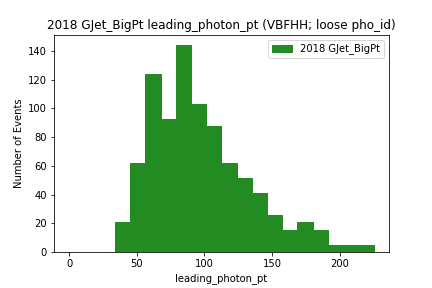 2018 GJet_BigPt leading_photon_pt (VBFHH; loose pho_id)
2018 GJet_BigPt
140
120
100
80
60
40
20
0
Number of Events
0 50 100 150 200
leading_photon_pt